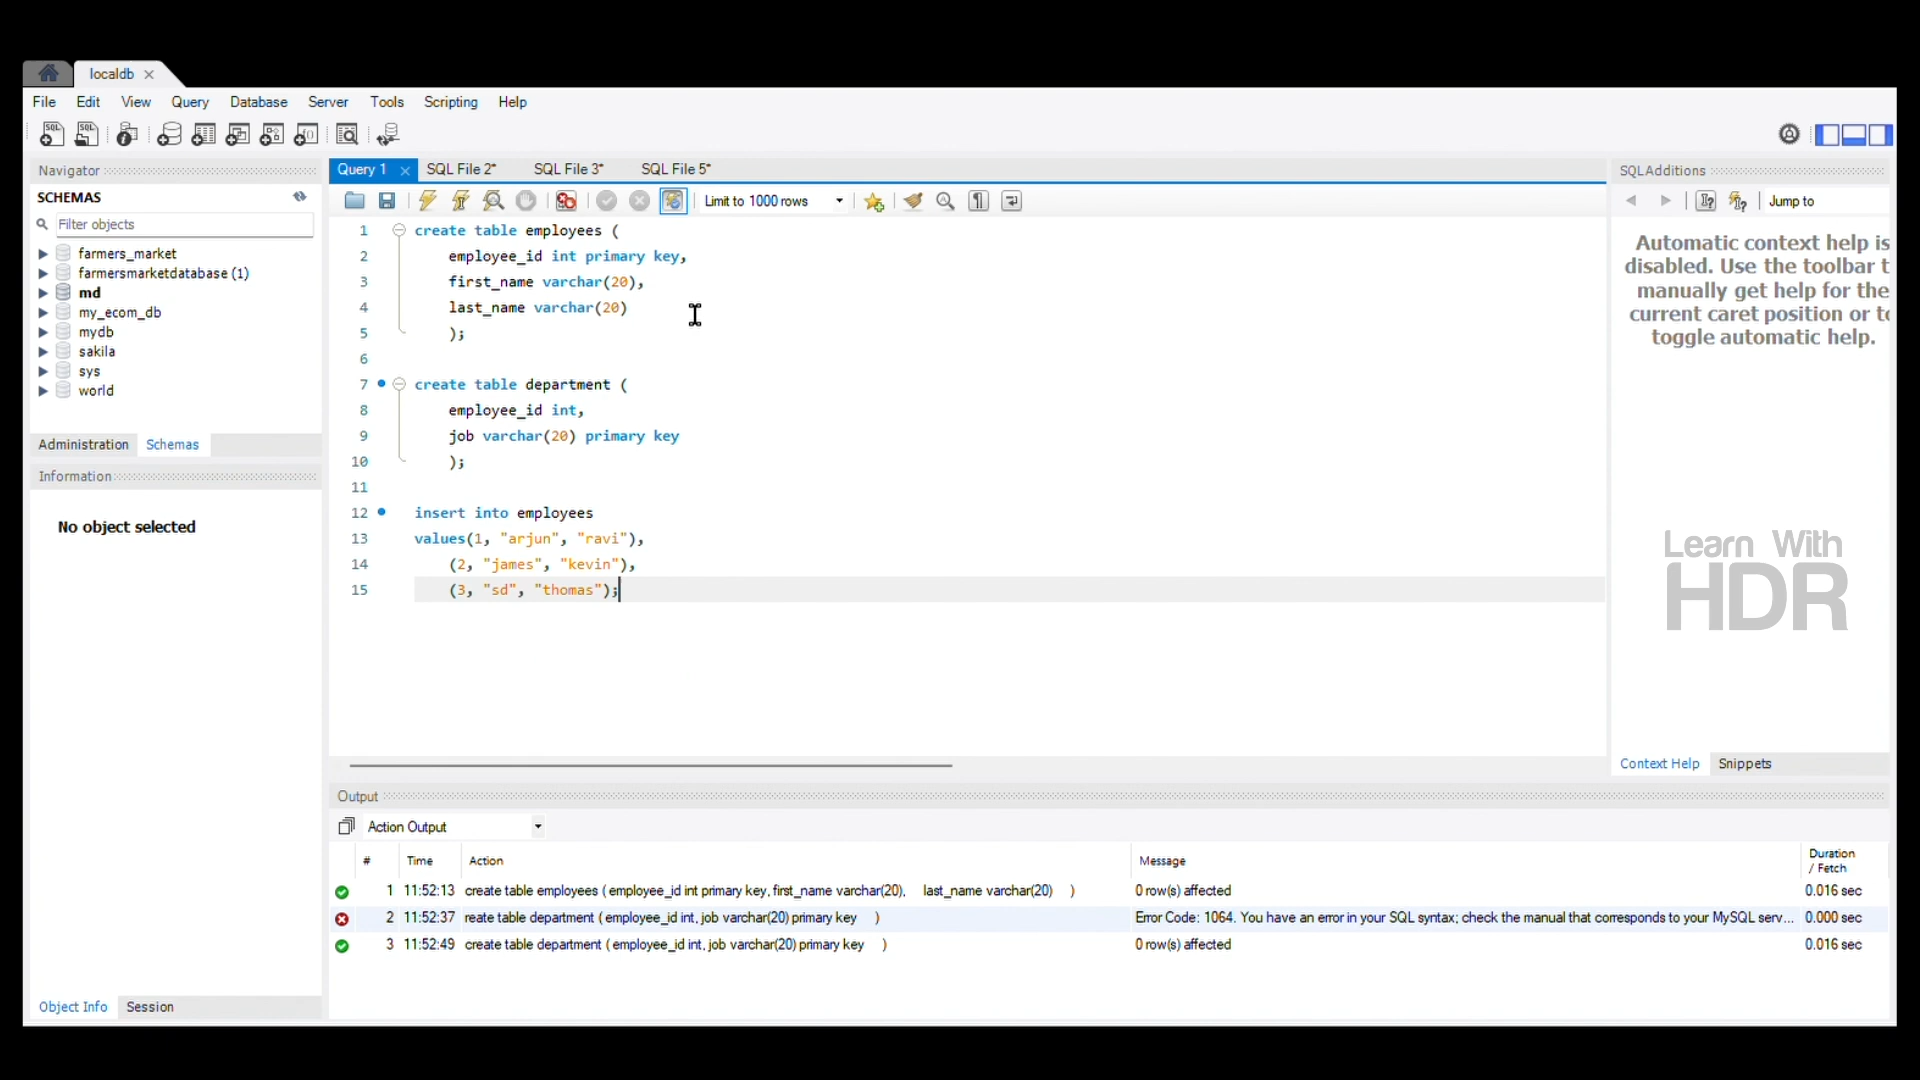 localdb
File Edit View Query Database Server Tools Scripting Help
Navigator
SCHEMAS
Filter objects
farmers_market
farmersmarketdatabase (1)
md
my_ecom_db
mydb
sakila
sys
world
Administration Schemas
Information
No object selected
Object Info Session
Query 1 SQL File 2* SQL File 3* SQL File 5*
Limit to 1000 rows
1 create table employees (
2 employee_id int primary key,
3 first_name varchar(20),
4 last_name varchar(20)
5 );
6
7 create table department (
8 employee_id int,
9 job varchar(20) primary key
10 );
11
12 insert into employees
13 values(1, "arjun", "ravi"),
14 (2, "james", "kevin"),
15 (3, "sd", "thomas");
SQLAdditions
Jump to
Automatic context help is
disabled. Use the toolbar t
manually get help for the
current caret position or to
toggle automatic help.
Learn With
HDR
Context Help Snippets
Output
Action Output
# Time Action Message Duration / Fetch
1 11:52:13 create table employees ( employee_id int primary key, first_name varchar(20), last_name varchar(20) ) 0 row(s) affected 0.016 sec
2 11:52:37 reate table department ( employee_id int, job varchar(20) primary key ) Error Code: 1064. You have an error in your SQL syntax; check the manual that corresponds to your MySQL serv... 0.000 sec
3 11:52:49 create table department ( employee_id int, job varchar(20) primary key ) 0 row(s) affected 0.016 sec